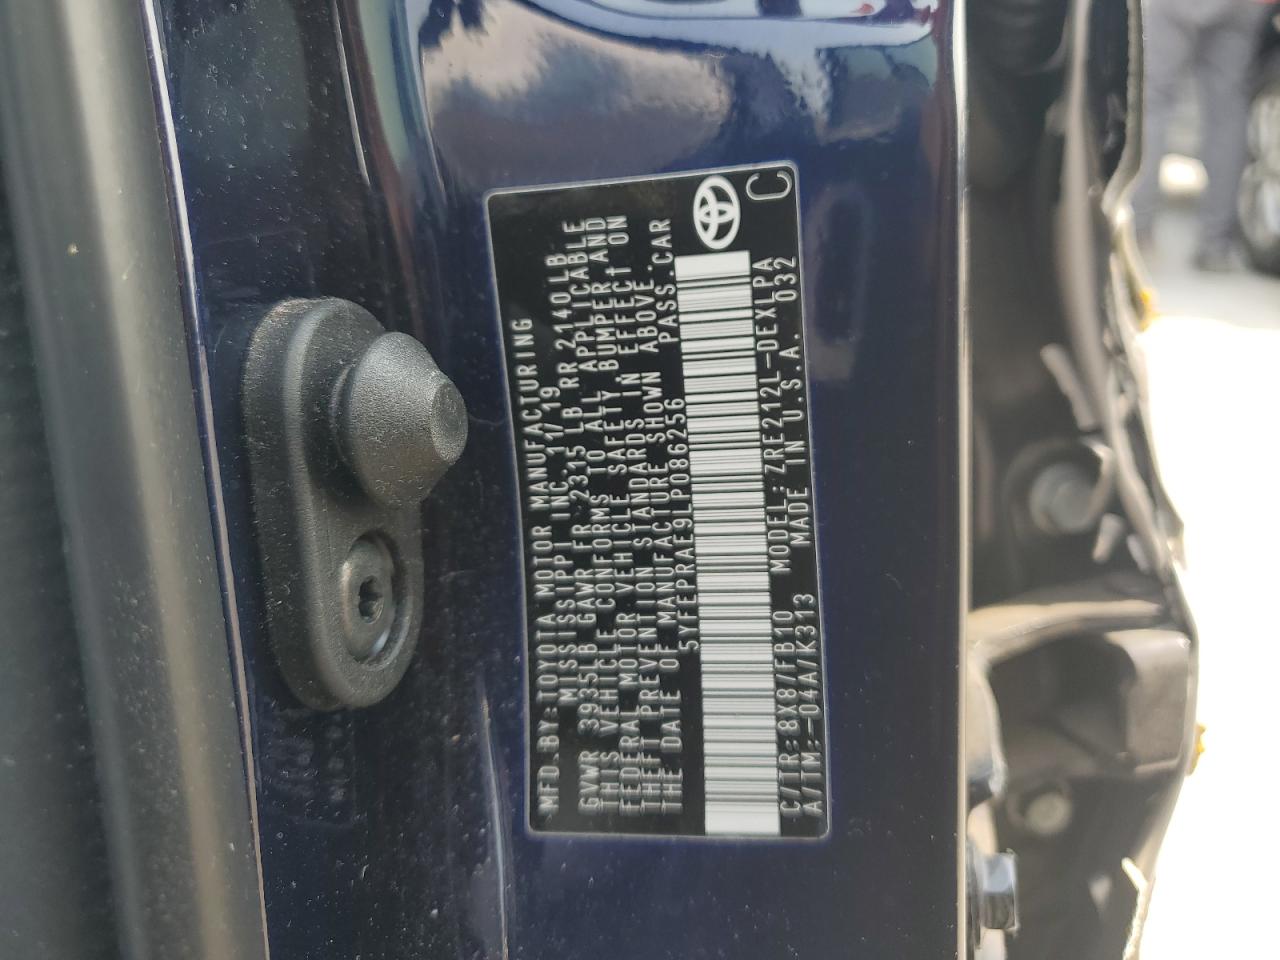 MFD. BY: TOYOTA MOTOR MANUFACTURING
MISSISSIPPI, INC. 11/19
GVWR 3935LB GAWR FR 2315 LB RR 2140 LB
THIS VEHICLE CONFORMS TO ALL APPLICABLE
FEDERAL MOTOR VEHICLE SAFETY, BUMPER AND
THEFT PREVENTION STANDARDS IN EFFECT ON
THE DATE OF MANUFACTURE SHOWN ABOVE.
5YFEPRAE9LP086256 PASS. CAR
C/TR: 8X8/FB10 MODEL: ZRE212L-DEXLPA
A/TM: -04A/K313 MADE IN U.S.A. 032
C